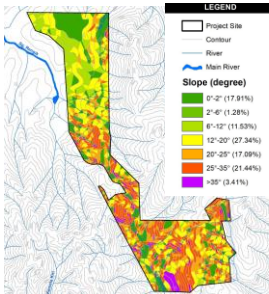 LEGEND
Project Site
Contour
River
Main River
Slope (degree)
0°-2° (17.91%)
2°-6° (1.28%)
6°-12° (11.53%)
12°-20° (27.34%)
20°-25° (17.09%)
25°-35° (21.44%)
>35° (3.41%)